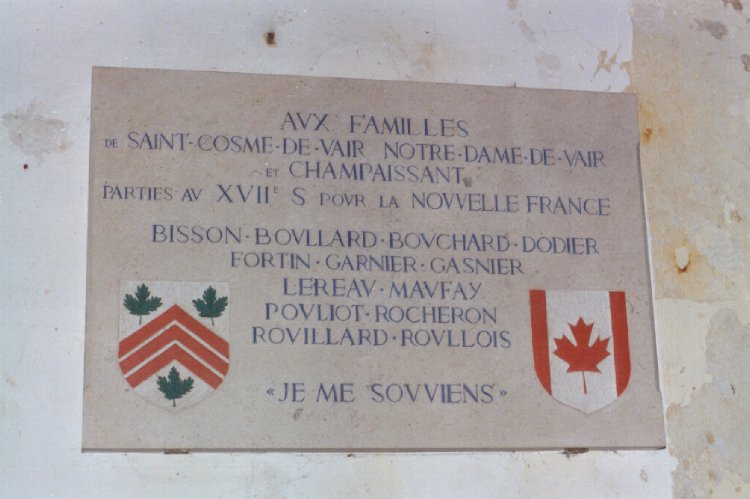 AVX FAMILLES
DE SAINT·COSME·DE·VAIR NOTRE·DAME·DE·VAIR
ET CHAMPAISSANT
PARTIES AV XVIIE S POVR LA NOVVELLE FRANCE
BISSON·BOVLLARD·BOVCHARD·DODIER
FORTIN·GARNIER·GASNIER
LEREAV·MAVFAY
POVLIOT·ROCHERON
ROVILLARD·ROVLLOIS
«JE ME SOVVIENS»